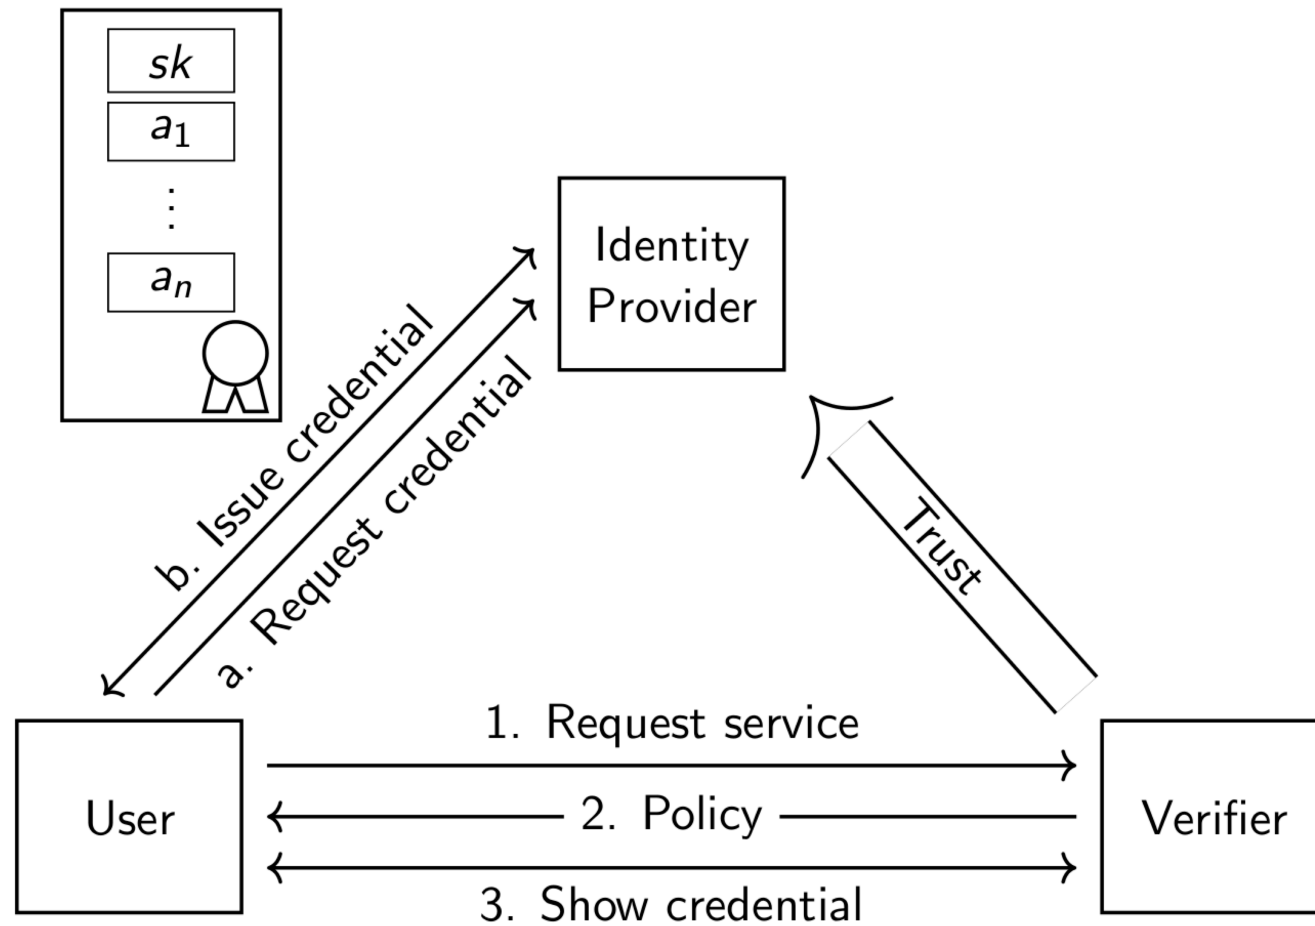 sk
a₁
⋮
aₙ
Identity
Provider
b. Issue credential
a. Request credential
Trust
1. Request service
User
2. Policy
Verifier
3. Show credential